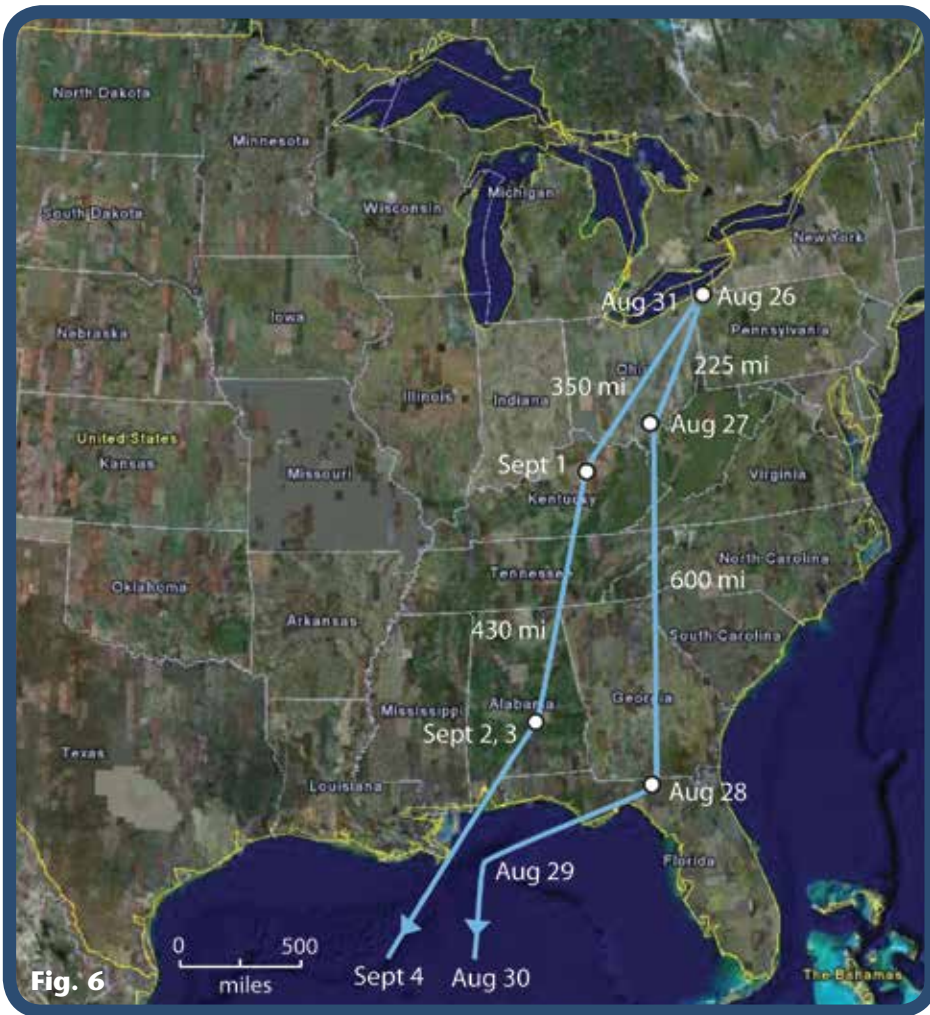 North Dakota
Minnesota
South Dakota
Wisconsin
Michigan
New York
Nebraska
Iowa
Aug 31
Aug 26
Pennsylvania
Illinois
Indiana
Ohi
350 mi
225 mi
United States
Kansas
Missouri
Aug 27
Sept 1
Kentucky
Virginia
Oklahoma
Arkansas
Tennessee
North Carolina
600 mi
430 mi
South Carolina
Mississippi
Alabama
Georgia
Sept 2, 3
Texas
Louisiana
Aug 28
Florida
Aug 29
0 500
miles
Sept 4
Aug 30
The Bahamas
Fig. 6